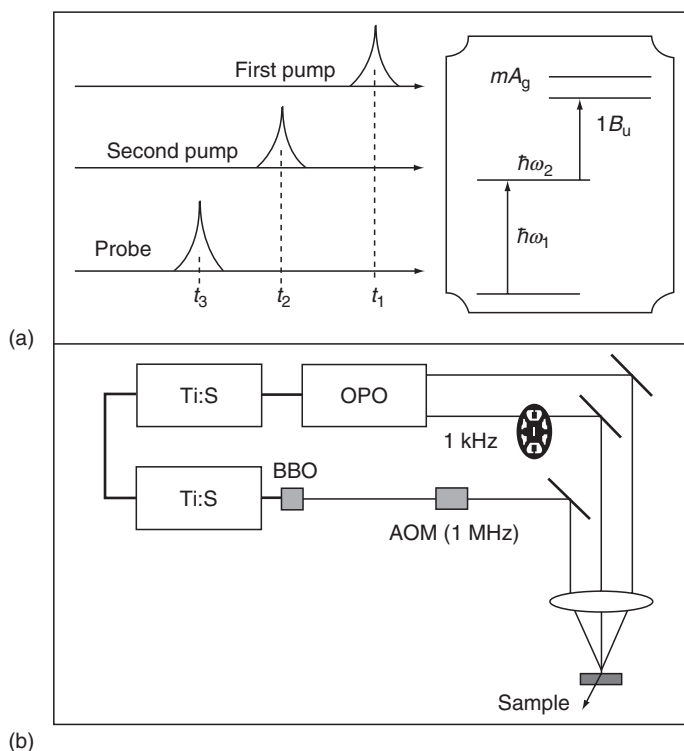 First pump
Second pump
Probe
t3 t2 t1
mAg
1Bu
ħω2
ħω1
(a)
Ti:S
OPO
1 kHz
Ti:S
BBO
AOM (1 MHz)
Sample
(b)